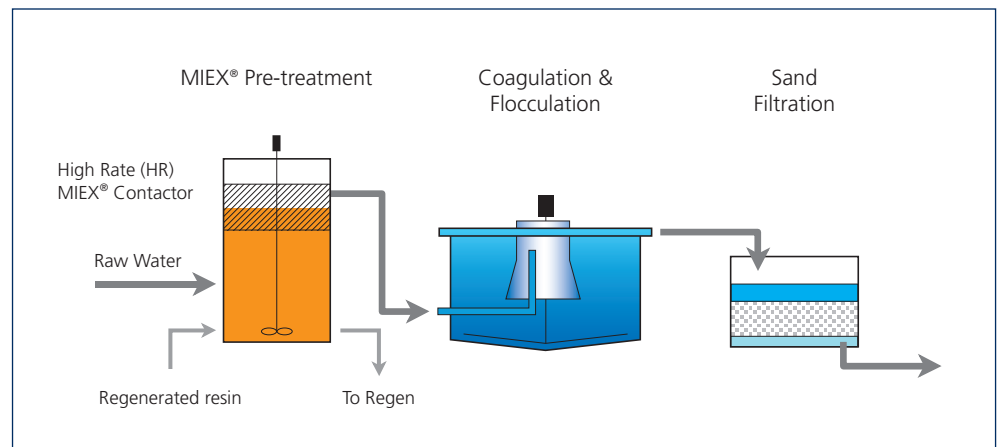 MIEX® Pre-treatment
Coagulation &
Flocculation
Sand
Filtration
High Rate (HR)
MIEX® Contactor
Raw Water
Regenerated resin
To Regen